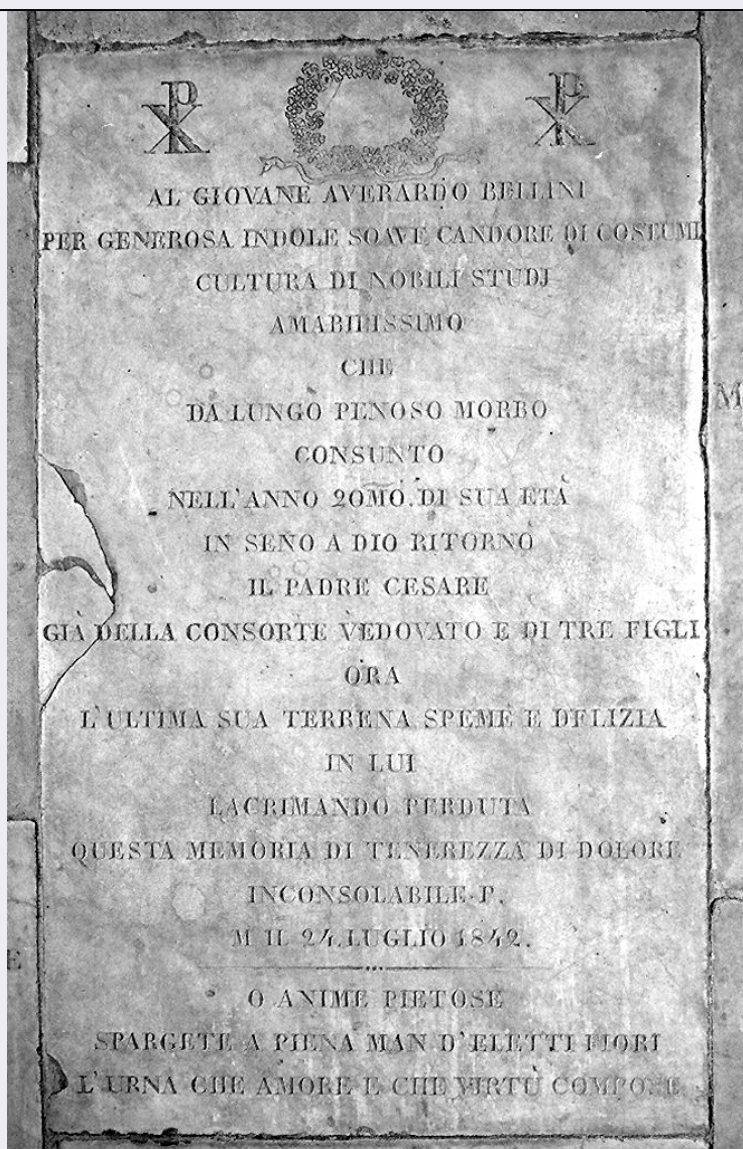 AL GIOVANE AVERARDO BELLINI
PER GENEROSA INDOLE SOAVE CANDORE DI COSTUMI
CULTURA DI NOBILI STUDJ
AMABILISSIMO
CHE
DA LUNGO PENOSO MORBO
CONSUNTO
NELL'ANNO 20MO. DI SUA ETÀ
IN SENO A DIO RITORNÒ
IL PADRE CESARE
GIÀ DELLA CONSORTE VEDOVATO E DI TRE FIGLI
ORA
L'ULTIMA SUA TERRENA SPEME E DELIZIA
IN LUI
LACRIMANDO PERDUTA
QUESTA MEMORIA DI TENEREZZA DI DOLORE
INCONSOLABILE P.
M IL 24. LUGLIO 1842.
O ANIME PIETOSE
SPARGETE A PIENA MAN D'ELETTI FIORI
L'URNA CHE AMORE E CHE VIRTÙ COMPONE